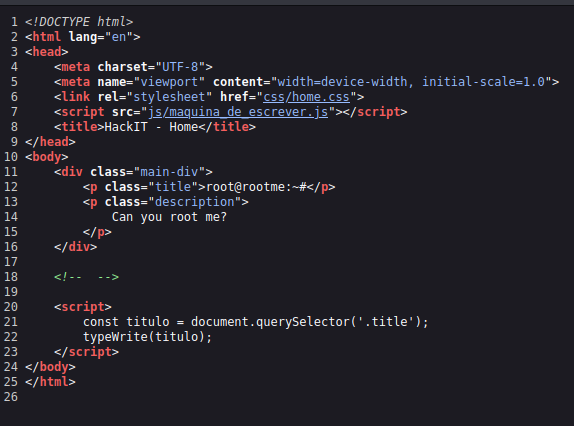 1 <!DOCTYPE html>
2 <html lang="en">
3 <head>
4     <meta charset="UTF-8">
5     <meta name="viewport" content="width=device-width, initial-scale=1.0">
6     <link rel="stylesheet" href="css/home.css">
7     <script src="js/maquina_de_escrever.js"></script>
8     <title>HackIT - Home</title>
9 </head>
10 <body>
11     <div class="main-div">
12         <p class="title">root@rootme:~#</p>
13         <p class="description">
14             Can you root me?
15         </p>
16     </div>
17
18     <!--  -->
19
20     <script>
21         const titulo = document.querySelector('.title');
22         typeWrite(titulo);
23     </script>
24 </body>
25 </html>
26